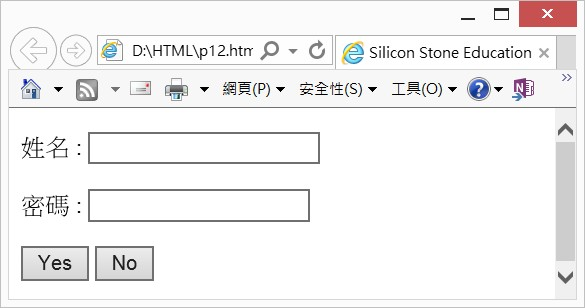 D:\HTML\p12.htm
Silicon Stone Education
網頁(P) 安全性(S) 工具(O)
姓名 :
密碼 :
Yes No